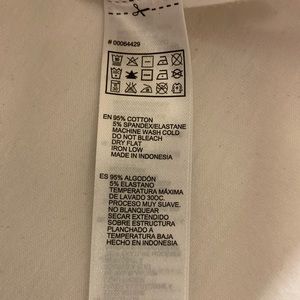 # 00064429
EN 95% COTTON
5% SPANDEX/ELASTANE
MACHINE WASH COLD
DO NOT BLEACH
DRY FLAT
IRON LOW
MADE IN INDONESIA
ES 95% ALGODÓN
5% ELASTANO
TEMPERATURA MÁXIMA
DE LAVADO 30OC.
PROCESO MUY SUAVE.
NO BLANQUEAR
SECAR EXTENDIDO
SOBRE ESTRUCTURA
PLANCHADO A
TEMPERATURA BAJA
HECHO EN INDONESIA